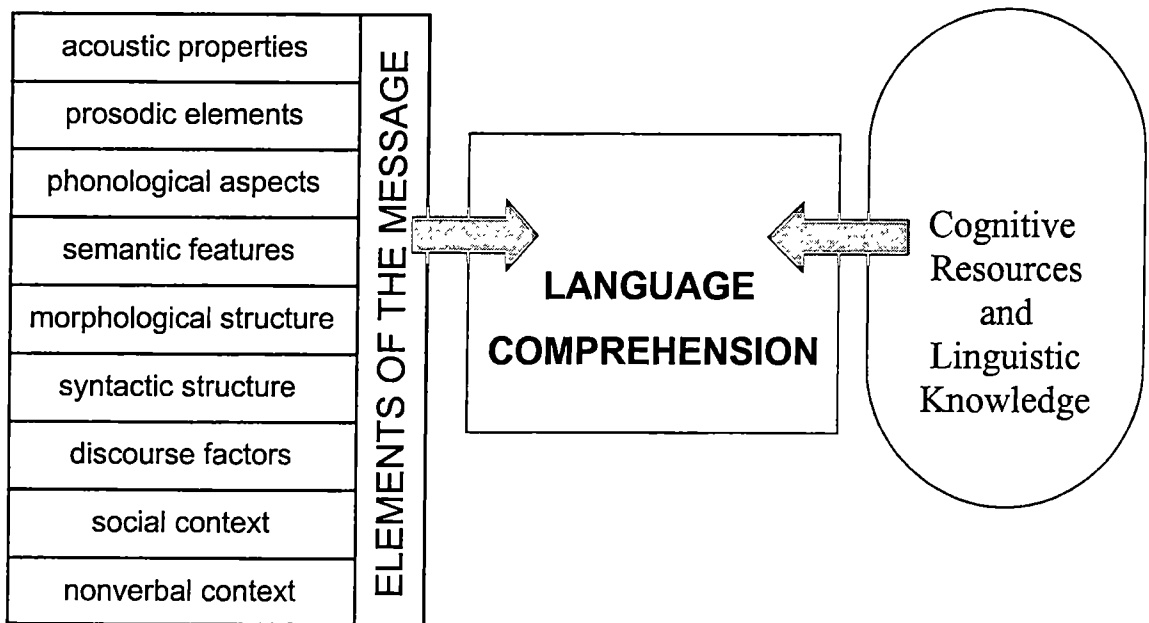 acoustic properties
prosodic elements
phonological aspects
semantic features
morphological structure
syntactic structure
discourse factors
social context
nonverbal context
ELEMENTS OF THE MESSAGE
LANGUAGE
COMPREHENSION
Cognitive
Resources
and
Linguistic
Knowledge